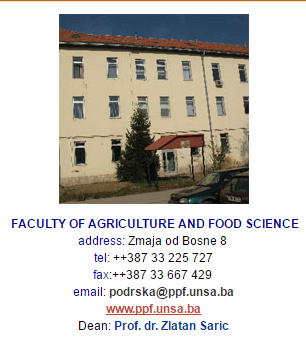 FACULTY OF AGRICULTURE AND FOOD SCIENCE
address: Zmaja od Bosne 8
tel: ++387 33 225 727
fax:++387 33 667 429
email: podrska@ppf.unsa.ba
www.ppf.unsa.ba
Dean: Prof. dr. Zlatan Saric